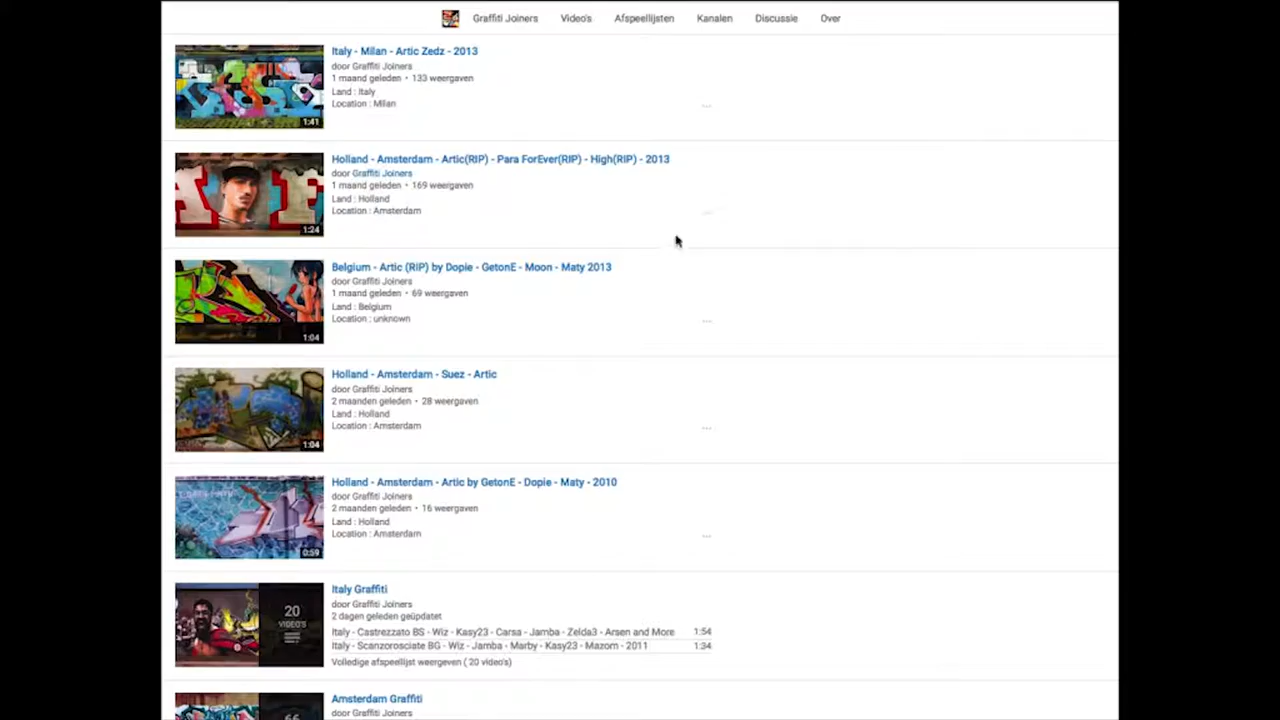 Graffiti Joiners Video's Afspeellijsten Kanalen Discussie Over
Italy - Milan - Artic Zedz - 2013
door Graffiti Joiners
1 maand geleden • 133 weergaven
Land : Italy
Location : Milan
1:41
Holland - Amsterdam - Artic(RIP) - Para ForEver(RIP) - High(RIP) - 2013
door Graffiti Joiners
1 maand geleden • 169 weergaven
Land : Holland
Location : Amsterdam
1:24
Belgium - Artic (RIP) by Dopie - GetonE - Moon - Maty 2013
door Graffiti Joiners
1 maand geleden • 69 weergaven
Land : Belgium
Location : unknown
1:04
Holland - Amsterdam - Suez - Artic
door Graffiti Joiners
2 maanden geleden • 28 weergaven
Land : Holland
Location : Amsterdam
1:04
Holland - Amsterdam - Artic by GetonE - Dopie - Maty - 2010
door Graffiti Joiners
2 maanden geleden • 16 weergaven
Land : Holland
Location : Amsterdam
0:59
Italy Graffiti
door Graffiti Joiners
2 dagen geleden geüpdatet
20
VIDEO'S
Italy - Castrezzato BS - Wiz - Kasy23 - Carsa - Jamba - Zelda3 - Arsen and More 1:54
Italy - Scanzorosciate BG - Wiz - Jamba - Marby - Kasy23 - Mazom - 2011 1:34
Volledige afspeellijst weergeven ( 20 video's)
Amsterdam Graffiti
door Graffiti Joiners